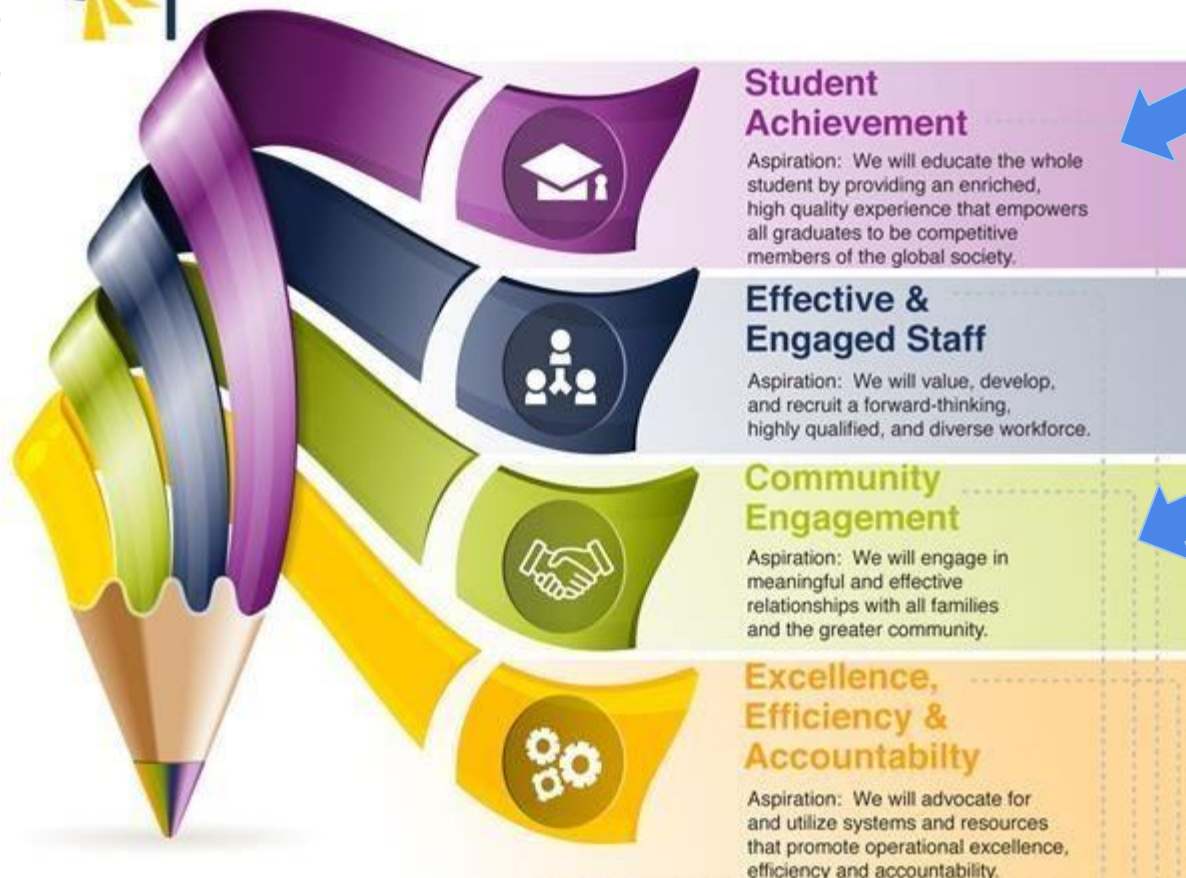 Student
Achievement
Aspiration: We will educate the whole
student by providing an enriched,
high quality experience that empowers
all graduates to be competitive
members of the global society.
Effective &
Engaged Staff
Aspiration: We will value, develop,
and recruit a forward-thinking,
highly qualified, and diverse workforce.
Community
Engagement
Aspiration: We will engage in
meaningful and effective
relationships with all families
and the greater community.
Excellence,
Efficiency &
Accountabilty
Aspiration: We will advocate for
and utilize systems and resources
that promote operational excellence,
efficiency and accountability.